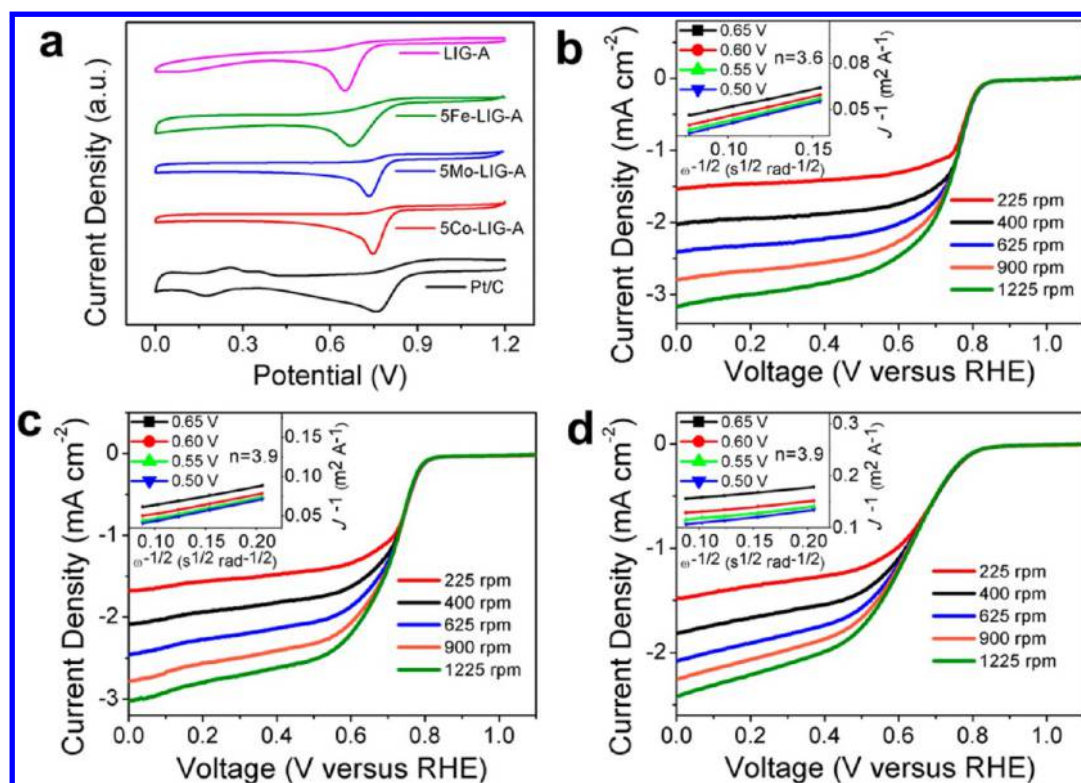 a
Current Density (a.u.)
LIG-A
5Fe-LIG-A
5Mo-LIG-A
5Co-LIG-A
Pt/C
0.0 0.3 0.6 0.9 1.2
Potential (V)
b
Current Density (mA cm-2)
0
-1
-2
-3
0.65 V
0.60 V
0.55 V
0.50 V
n=3.6
0.08
0.05
J -1 (m2 A-1)
0.10 0.15
ω-1/2 (s1/2 rad-1/2)
225 rpm
400 rpm
625 rpm
900 rpm
1225 rpm
0.0 0.2 0.4 0.6 0.8 1.0
Voltage (V versus RHE)
c
Current Density (mA cm-2)
0
-1
-2
-3
0.65 V
0.60 V
0.55 V
0.50 V
n=3.9
0.15
0.10
0.05
J -1 (m2 A-1)
0.10 0.15 0.20
ω-1/2 (s1/2 rad-1/2)
225 rpm
400 rpm
625 rpm
900 rpm
1225 rpm
0.0 0.2 0.4 0.6 0.8 1.0
Voltage (V versus RHE)
d
Current Density (mA cm-2)
0
-1
-2
0.65 V
0.60 V
0.55 V
0.50 V
n=3.9
0.3
0.2
0.1
J -1 (m2 A-1)
0.10 0.15 0.20
ω-1/2 (s1/2 rad-1/2)
225 rpm
400 rpm
625 rpm
900 rpm
1225 rpm
0.0 0.2 0.4 0.6 0.8 1.0
Voltage (V versus RHE)